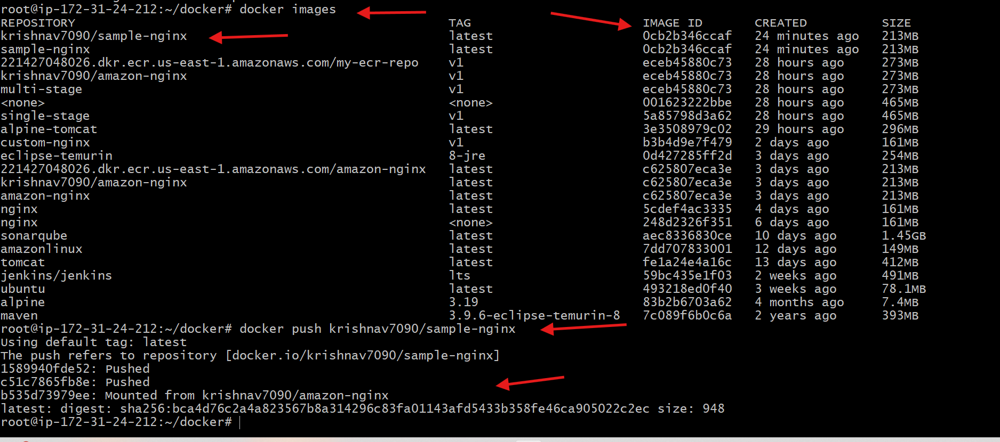 root@ip-172-31-24-212:~/docker# docker images
REPOSITORY TAG IMAGE ID CREATED SIZE
krishnav7090/sample-nginx latest 0cb2b346ccaf 24 minutes ago 213MB
sample-nginx latest 0cb2b346ccaf 24 minutes ago 213MB
221427048026.dkr.ecr.us-east-1.amazonaws.com/my-ecr-repo v1 eceb45880c73 28 hours ago 273MB
krishnav7090/amazon-nginx v1 eceb45880c73 28 hours ago 273MB
multi-stage v1 eceb45880c73 28 hours ago 273MB
<none> <none> 001623222bbe 28 hours ago 465MB
single-stage v1 5a85798d3a62 28 hours ago 465MB
alpine-tomcat latest 3e3508979c02 29 hours ago 296MB
custom-nginx v1 b3b4d9e7f479 2 days ago 161MB
eclipse-temurin 8-jre 0d427285ff2d 3 days ago 254MB
221427048026.dkr.ecr.us-east-1.amazonaws.com/amazon-nginx latest c625807eca3e 3 days ago 213MB
krishnav7090/amazon-nginx latest c625807eca3e 3 days ago 213MB
amazon-nginx latest c625807eca3e 3 days ago 213MB
nginx latest 5cdef4ac3335 4 days ago 161MB
nginx <none> 248d2326f351 6 days ago 161MB
sonarqube latest aec8336830ce 10 days ago 1.45GB
amazonlinux latest 7dd707833001 12 days ago 149MB
tomcat latest fe1a24e4a16c 13 days ago 412MB
jenkins/jenkins lts 59bc435e1f03 2 weeks ago 491MB
ubuntu latest 493218ed0f40 3 weeks ago 78.1MB
alpine 3.19 83b2b6703a62 4 months ago 7.4MB
maven 3.9.6-eclipse-temurin-8 7c089f6b0c6a 2 years ago 393MB
root@ip-172-31-24-212:~/docker# docker push krishnav7090/sample-nginx
Using default tag: latest
The push refers to repository [docker.io/krishnav7090/sample-nginx]
1589940fde52: Pushed
c51c7865fb8e: Pushed
b535d73979ee: Mounted from krishnav7090/amazon-nginx
latest: digest: sha256:bca4d76c2a4a823567b8a314296c83fa01143afd5433b358fe46ca905022c2ec size: 948
root@ip-172-31-24-212:~/docker#